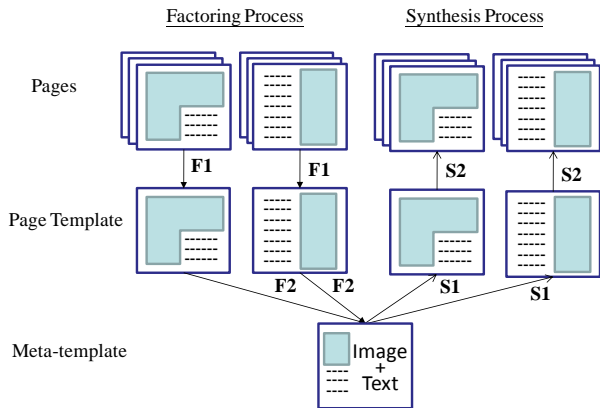 Factoring Process
Synthesis Process
Pages
F1
F1
S2
S2
Page Template
F2
F2
S1
S1
Meta-template
Image
+
Text